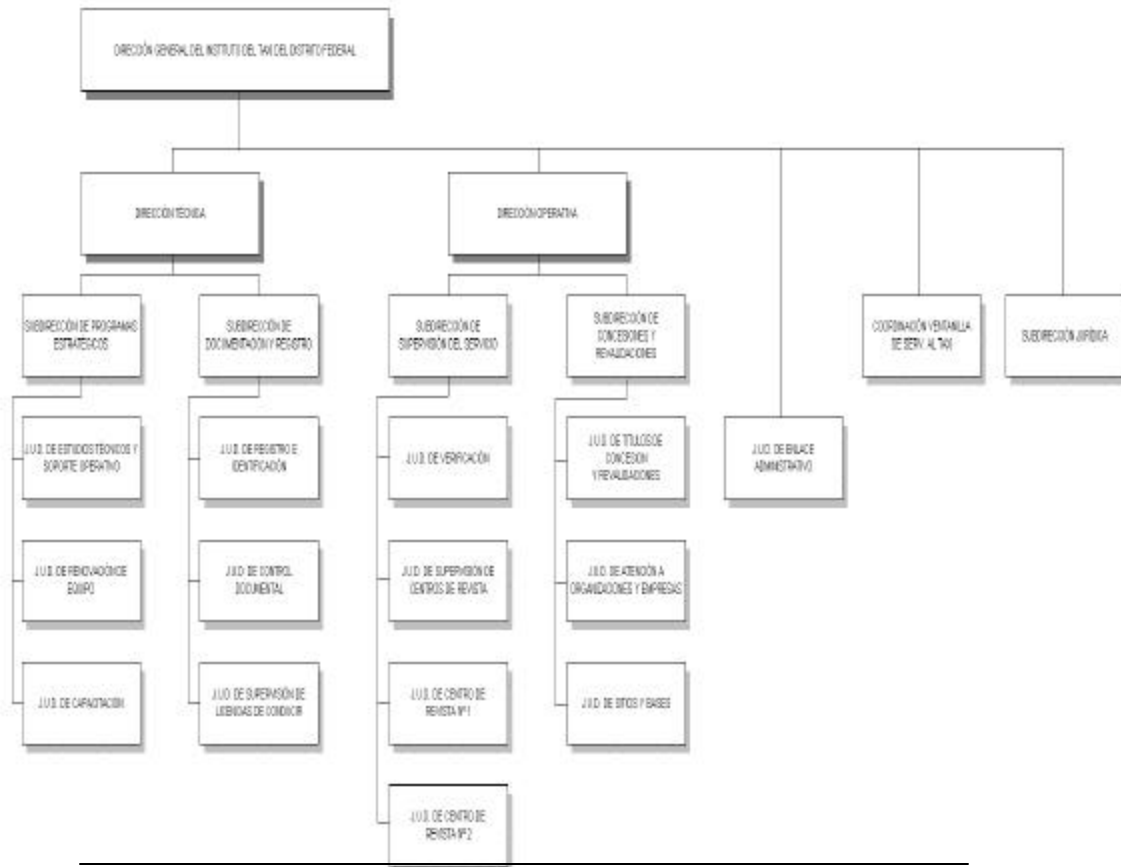 DIRECCIÓN GENERAL DEL INSTITUTO DEL TAXI DEL DISTRITO FEDERAL
DIRECCIÓN TÉCNICA
DIRECCIÓN OPERATIVA
SUBDIRECCIÓN DE PROGRAMAS
ESTRATÉGICOS
SUBDIRECCIÓN DE
DOCUMENTACIÓN Y REGISTRO
SUBDIRECCIÓN DE
SUPERVISIÓN DEL SERVICIO
SUBDIRECCIÓN DE
CONCESIONES Y
REVALIDACIONES
COORDINACIÓN VENTANILLA
DE SERV. AL TAXI
SUBDIRECCIÓN JURÍDICA
J.U.D. DE ESTUDIOS TÉCNICOS Y
SOPORTE OPERATIVO
J.U.D. DE REGISTRO E
IDENTIFICACIÓN
J.U.D. DE VERIFICACIÓN
J.U.D. DE TITULOS DE
CONCESION
Y REVALIDACIONES
J.U.D. DE ENLACE
ADMINISTRATIVO
J.U.D. DE RENOVACIÓN DE
EQUIPO
J.U.D. DE CONTROL
DOCUMENTAL
J.U.D. DE SUPERVISIÓN DE
CENTROS DE REVISTA
J.U.D. DE ATENCIÓN A
ORGANIZACIONES Y EMPRESAS
J.U.D. DE CAPACITACION
J.U.D. DE SUPERVISIÓN DE
LICENCIAS DE CONDUCIR
J.U.D. DE CENTRO DE
REVISTA Nº 1
J.U.D. DE SITIOS Y BASES
J.U.D. DE CENTRO DE
REVISTA Nº 2